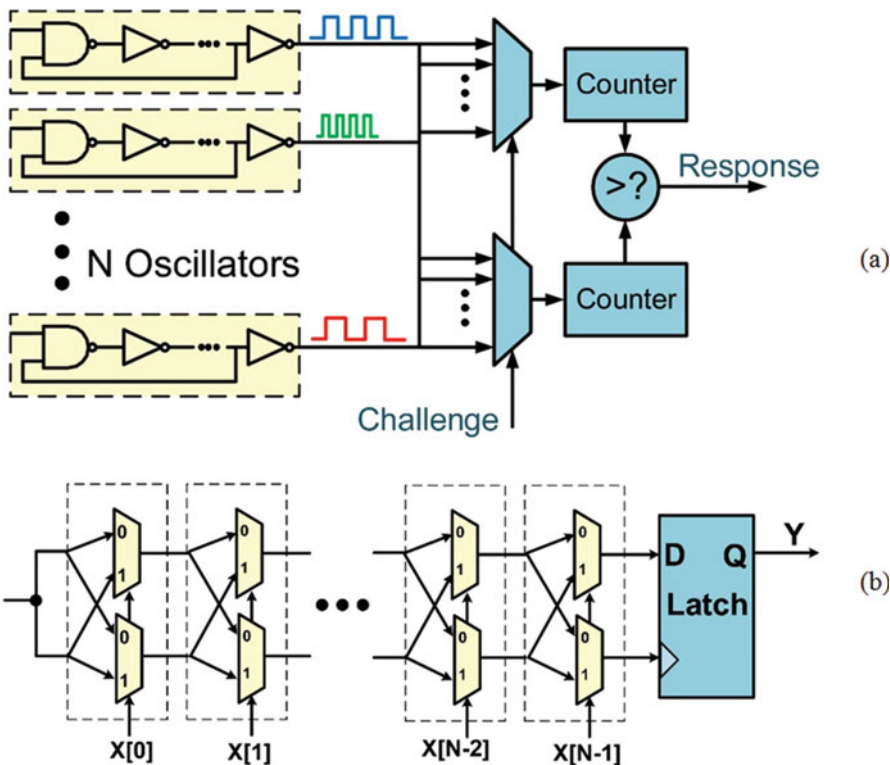 Counter
>?
Response
(a)
N Oscillators
Counter
Challenge
0
0
0
0
1
1
1
1
D Q
Y
Latch
(b)
0
0
0
0
1
1
1
1
X[0]
X[1]
X[N-2]
X[N-1]